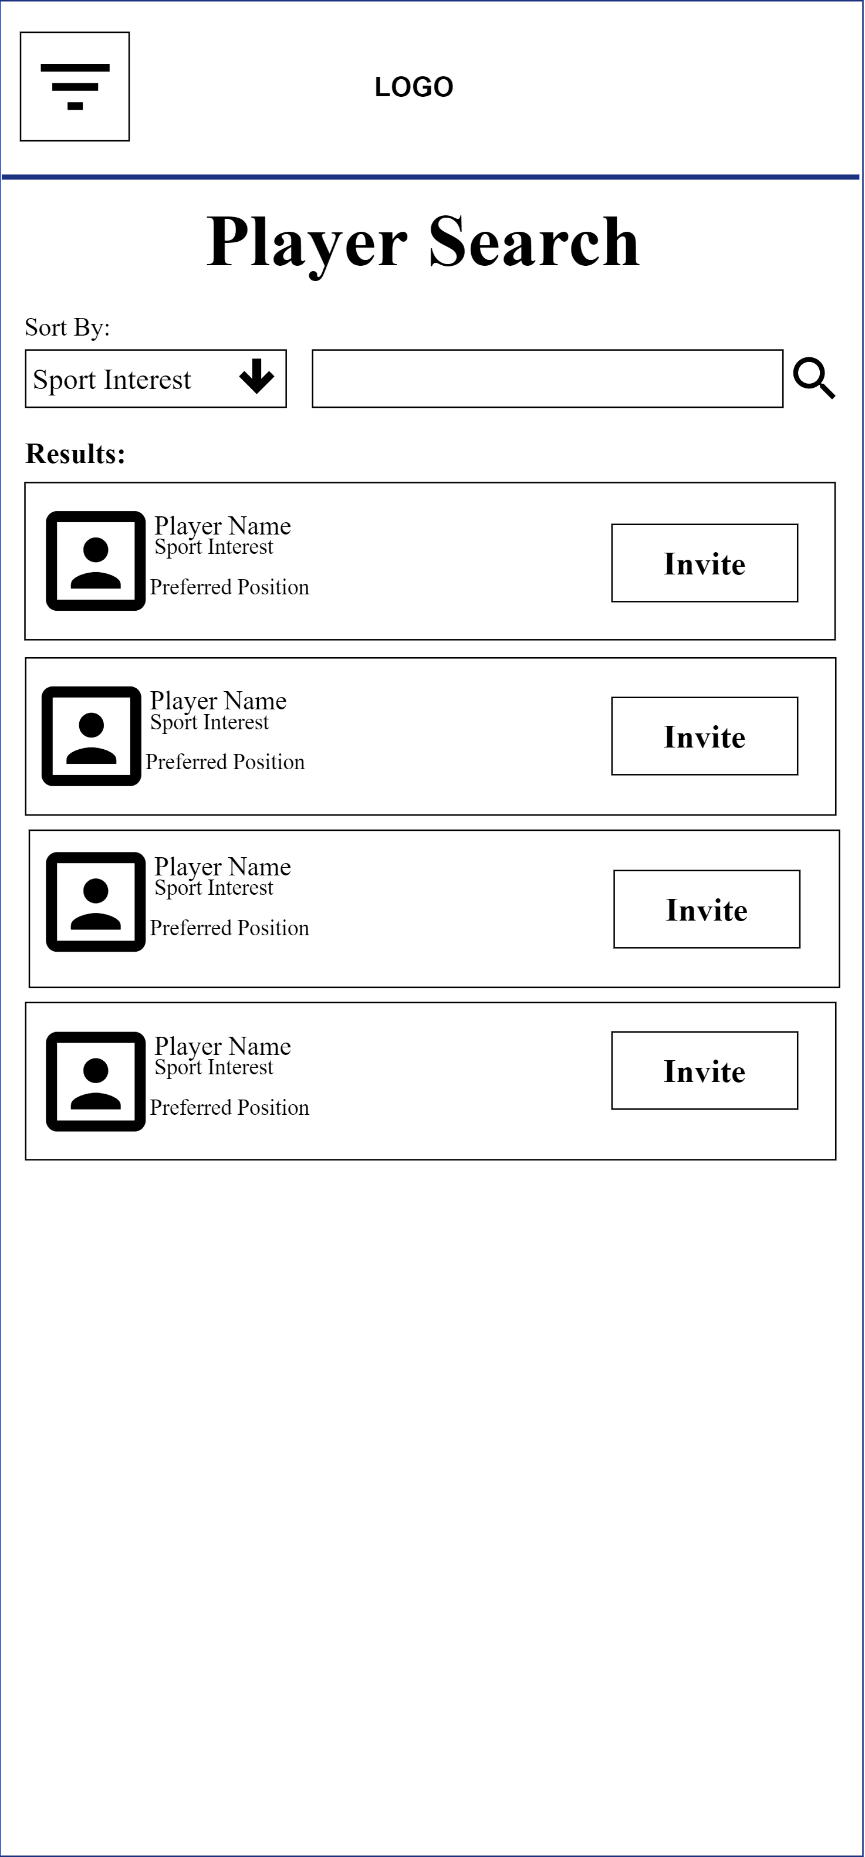 LOGO
Player Search
Sort By:
Sport Interest
Results:
Player Name
Sport Interest
Preferred Position
Invite
Player Name
Sport Interest
Preferred Position
Invite
Player Name
Sport Interest
Preferred Position
Invite
Player Name
Sport Interest
Preferred Position
Invite